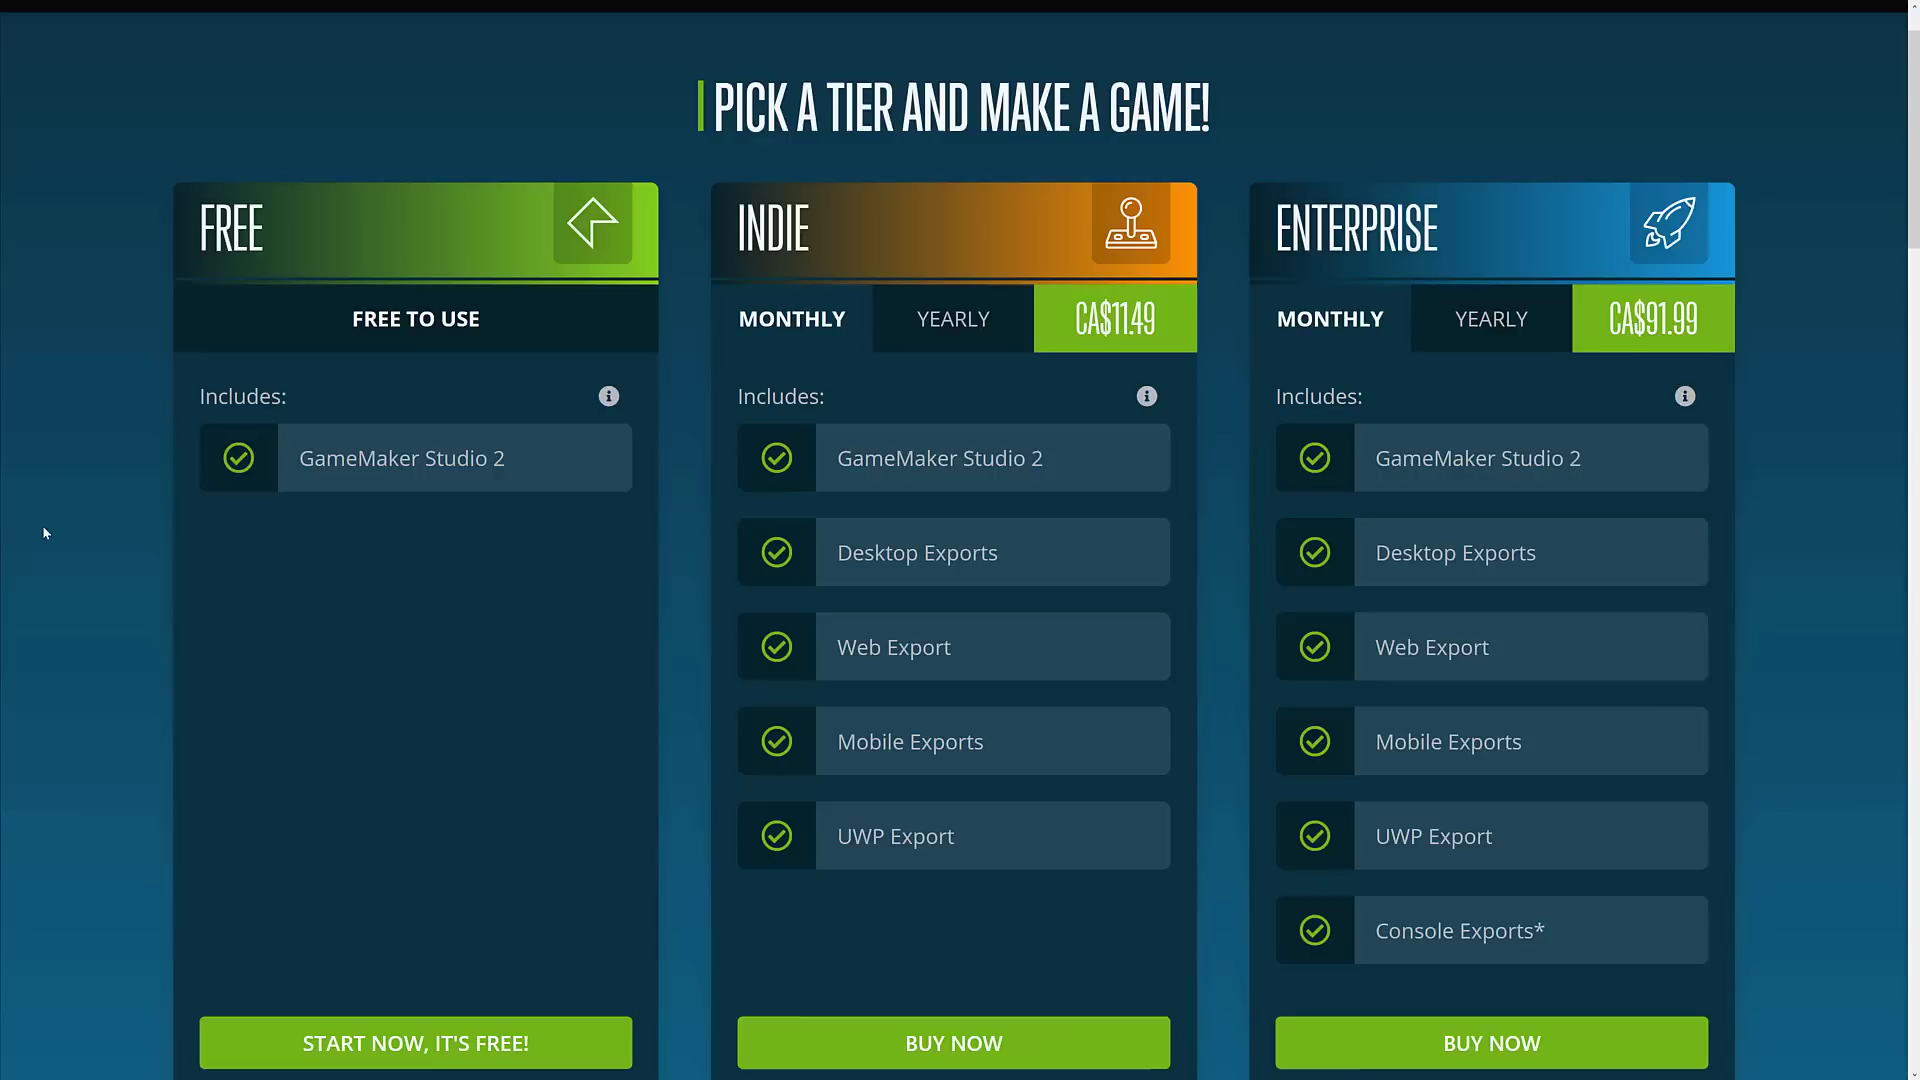 PICK A TIER AND MAKE A GAME!
FREE
FREE TO USE
Includes:
GameMaker Studio 2
START NOW, IT'S FREE!
INDIE
MONTHLY YEARLY CA$11.49
Includes:
GameMaker Studio 2
Desktop Exports
Web Export
Mobile Exports
UWP Export
BUY NOW
ENTERPRISE
MONTHLY YEARLY CA$91.99
Includes:
GameMaker Studio 2
Desktop Exports
Web Export
Mobile Exports
UWP Export
Console Exports*
BUY NOW